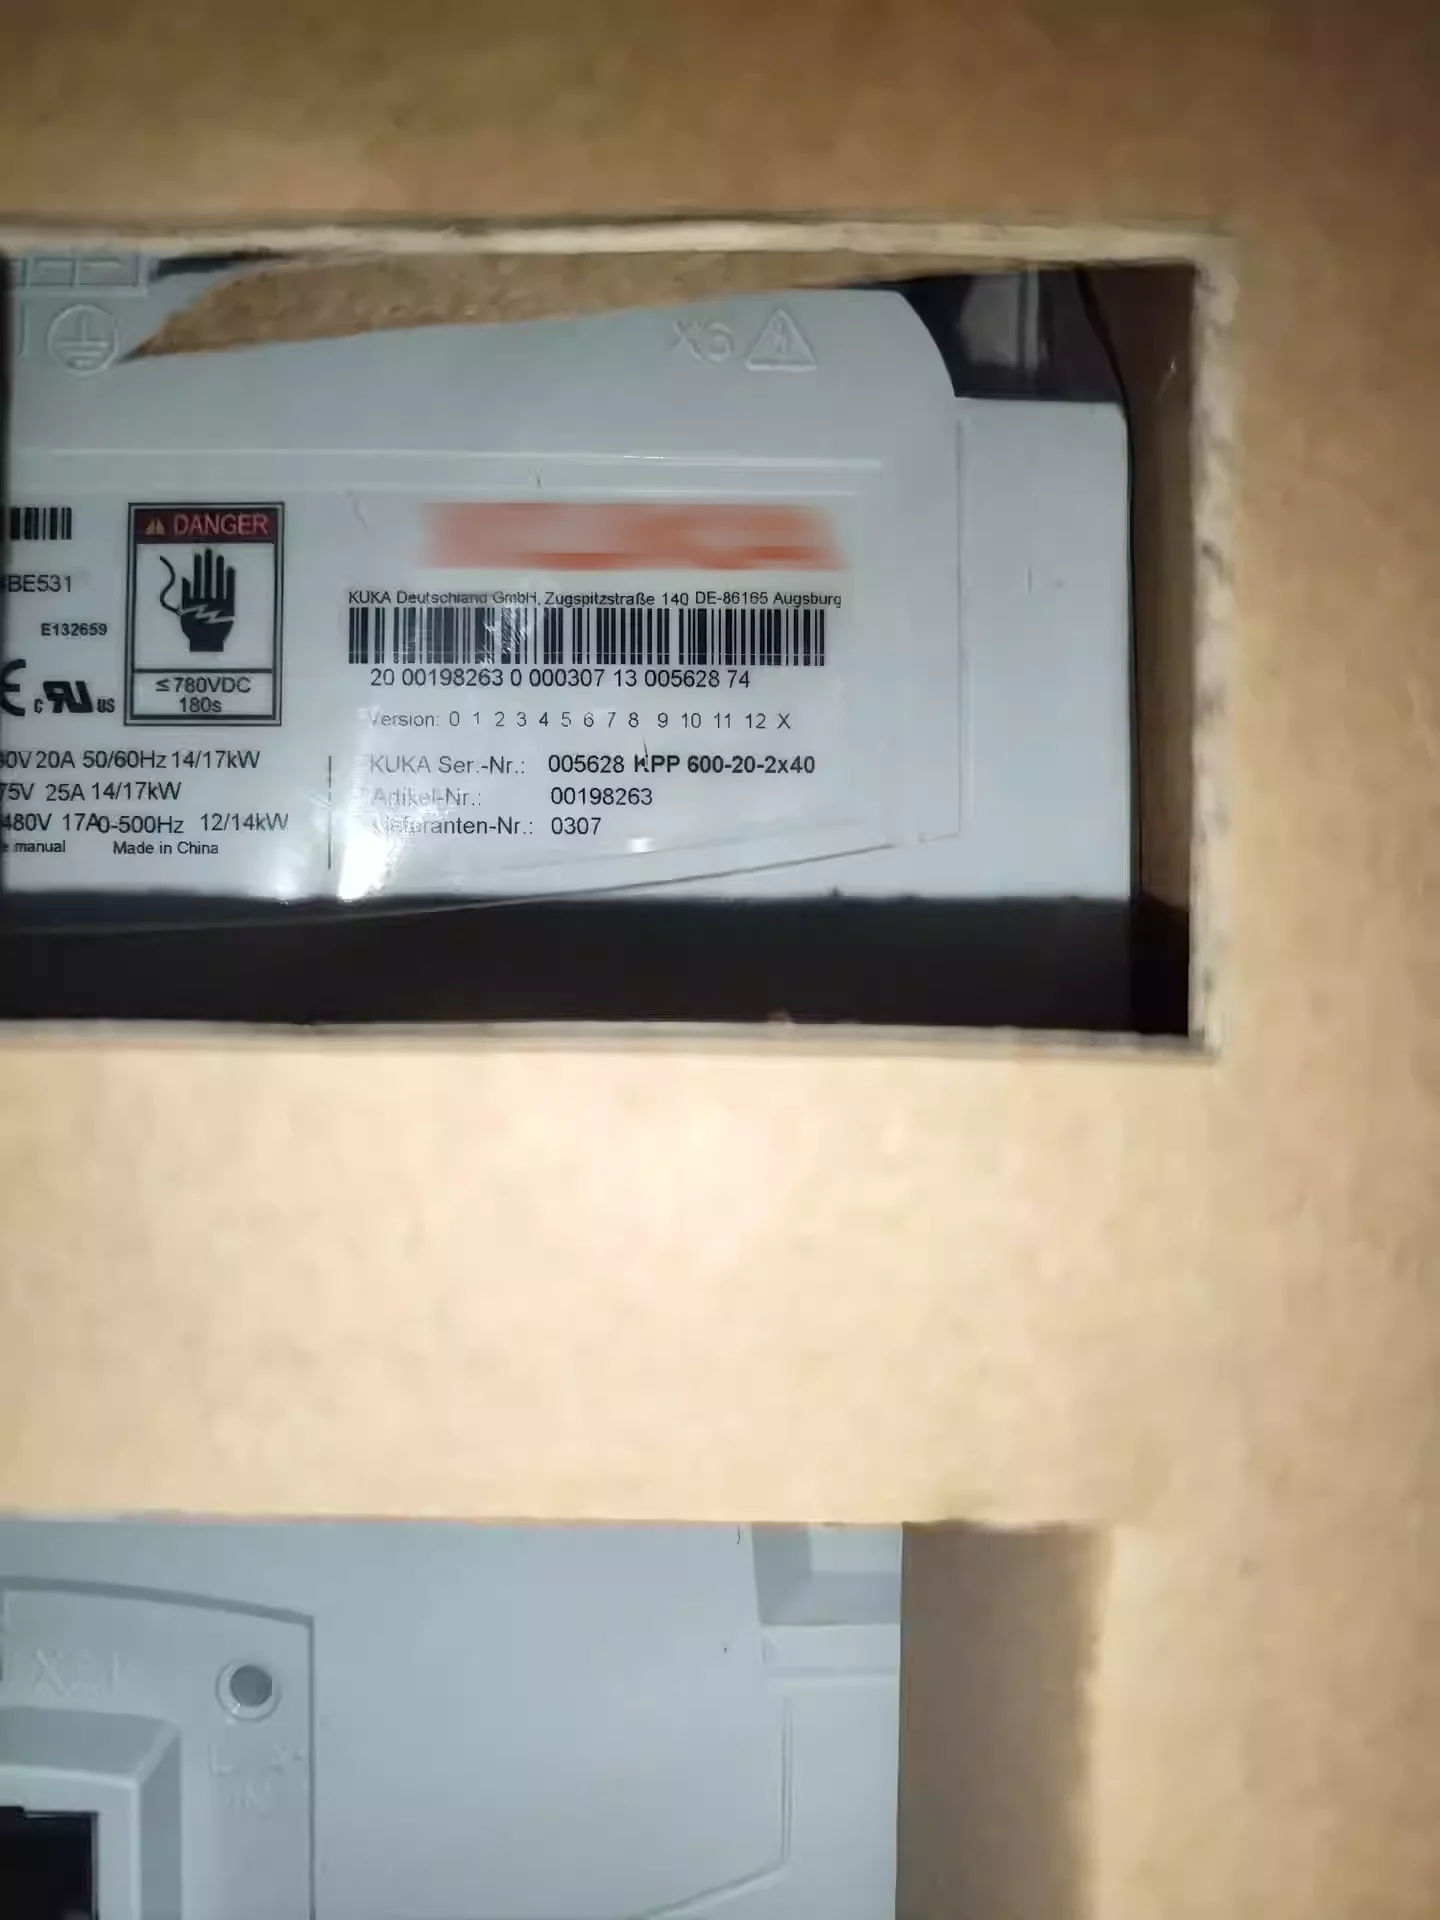 X6
DANGER
BE531
E132659
≤780VDC
180s
C US
0V 20A 50/60Hz 14/17kW
75V 25A 14/17kW
480V 17A 0-500Hz 12/14kW
manual Made in China
KUKA Deutschland GmbH, Zugspitzstraße 140 DE-86165 Augsburg
20 00198263 0 000307 13 005628 74
Version: 0 1 2 3 4 5 6 7 8 9 10 11 12 X
KUKA Ser.-Nr.: 005628 KPP 600-20-2x40
Artikel-Nr.: 00198263
Lieferanten-Nr.: 0307
X21